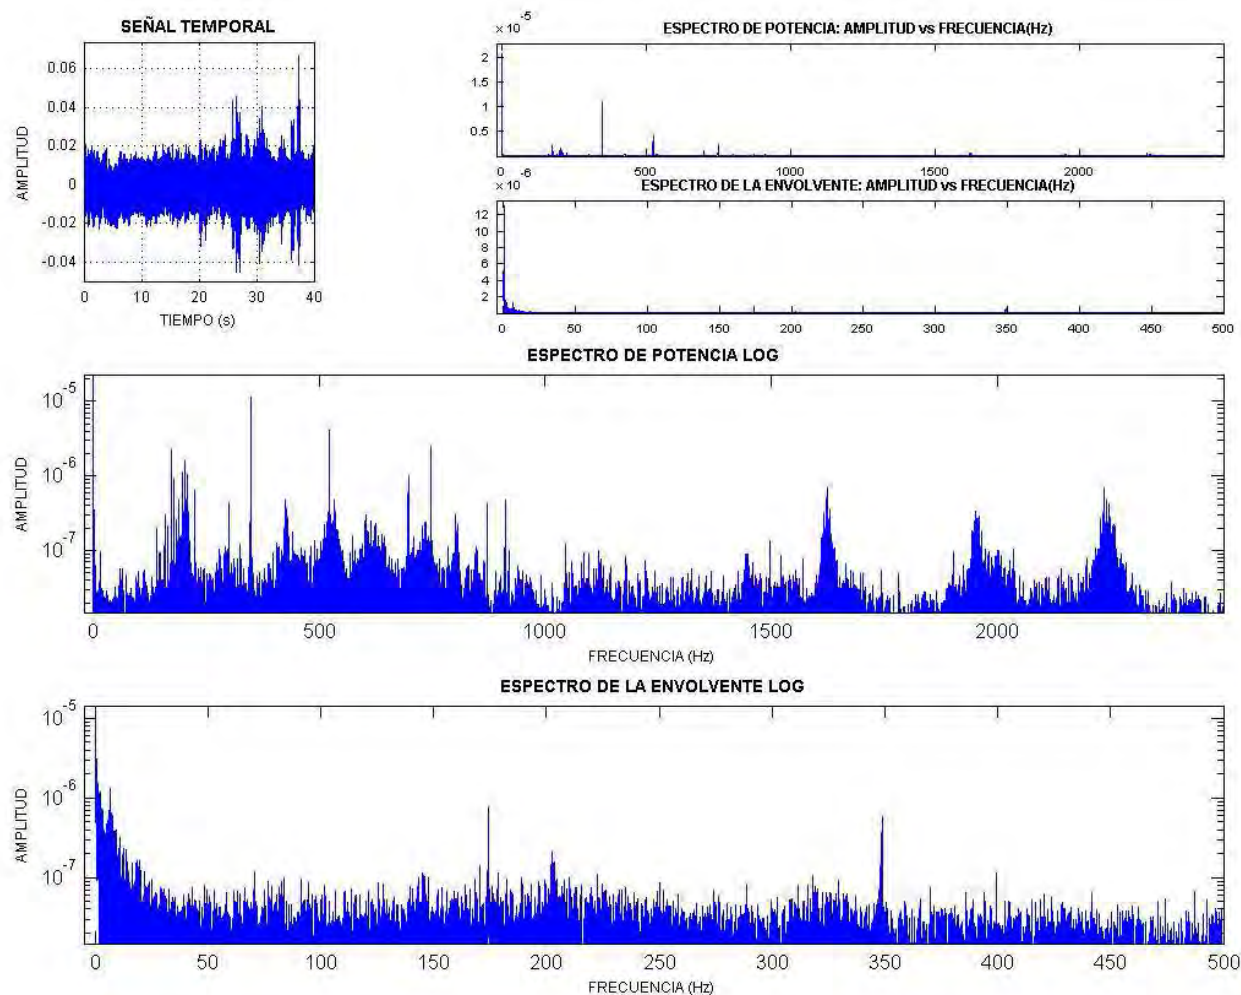 SEÑAL TEMPORAL
0.06
0.04
0.02
0
-0.02
-0.04
AMPLITUD
0 10 20 30 40
TIEMPO (s)
× 10^-5
ESPECTRO DE POTENCIA: AMPLITUD vs FRECUENCIA(Hz)
2
1.5
1
0.5
0 500 1000 1500 2000
× 10^-6
ESPECTRO DE LA ENVOLVENTE: AMPLITUD vs FRECUENCIA(Hz)
12
10
8
6
4
2
0 50 100 150 200 250 300 350 400 450 500
ESPECTRO DE POTENCIA LOG
10^-5
10^-6
10^-7
AMPLITUD
0 500 1000 1500 2000
FRECUENCIA (Hz)
ESPECTRO DE LA ENVOLVENTE LOG
10^-5
10^-6
10^-7
AMPLITUD
0 50 100 150 200 250 300 350 400 450 500
FRECUENCIA (Hz)